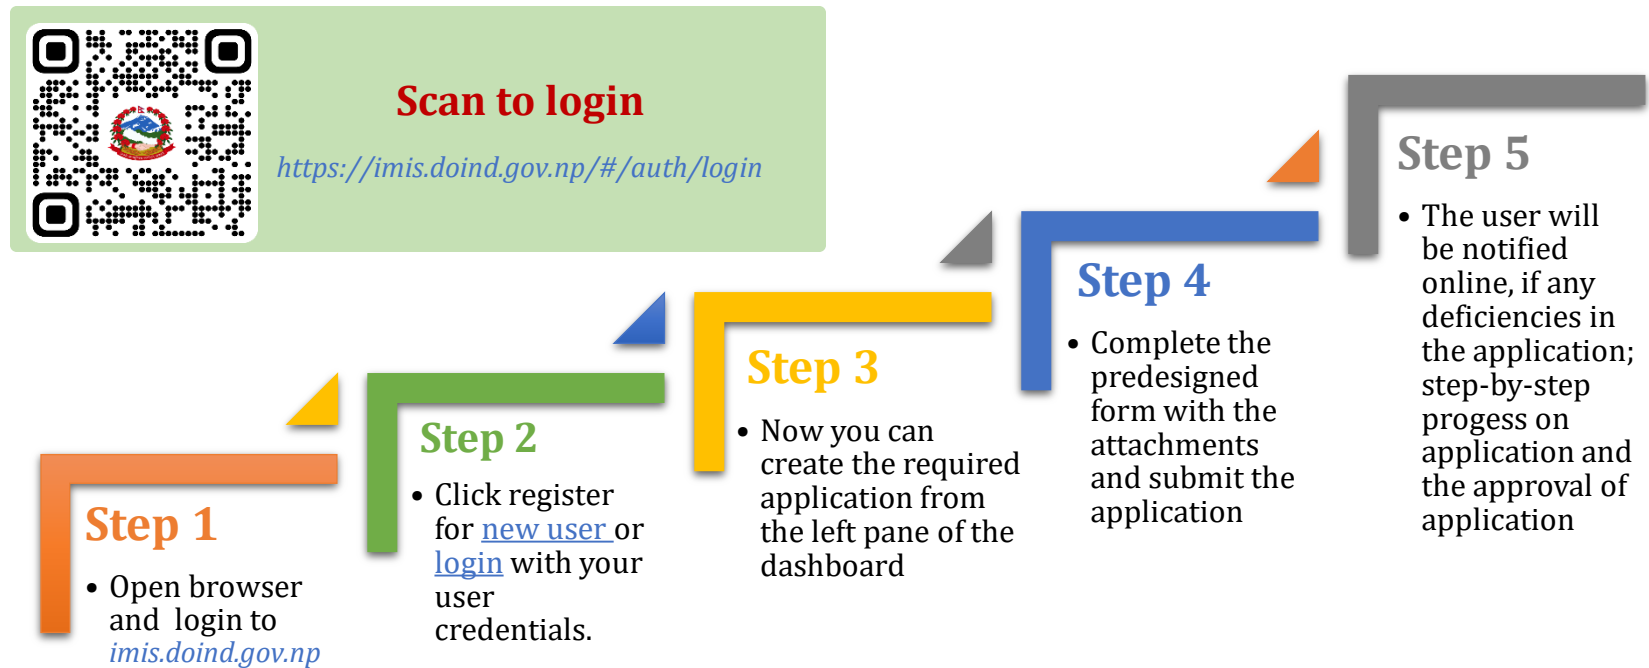 Scan to login
https://imis.doind.gov.np/#/auth/login
Step 1
• Open browser
and login to
imis.doind.gov.np
Step 2
• Click register
for new user or
login with your
user
credentials.
Step 3
• Now you can
create the required
application from
the left pane of the
dashboard
Step 4
• Complete the
predesigned
form with the
attachments
and submit the
application
Step 5
• The user will
be notified
online, if any
deficiencies in
the application;
step-by-step
progess on
application and
the approval of
application